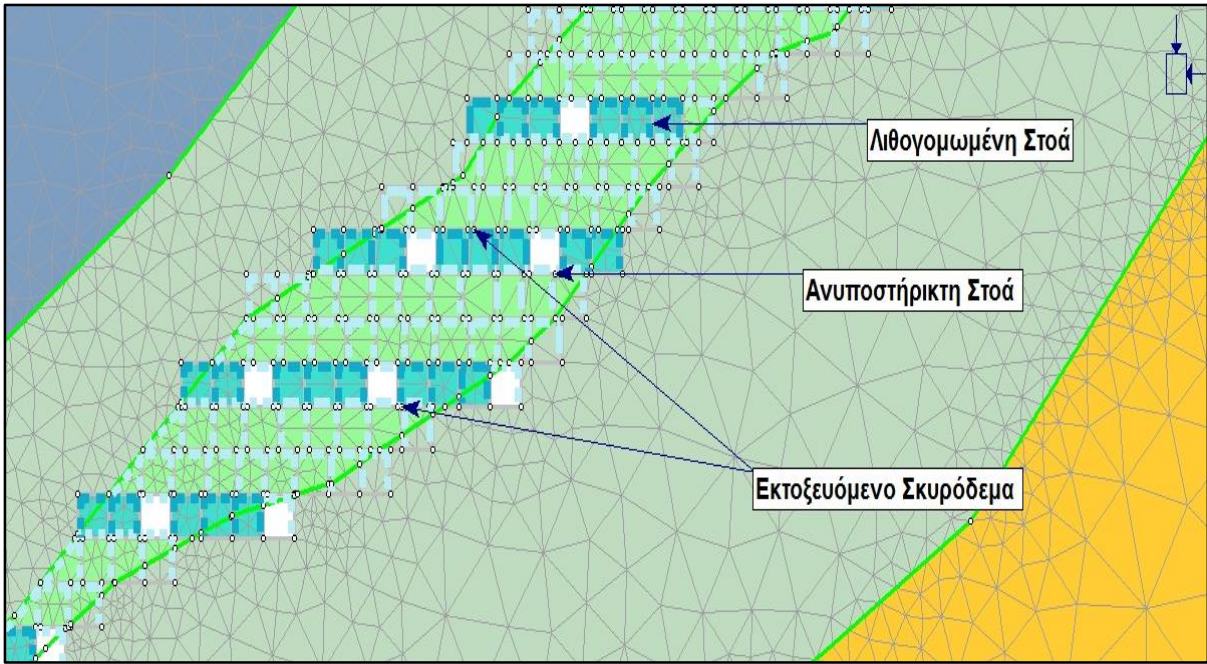 Λιθογομωμένη Στοά
Ανυποστήρικτη Στοά
Εκτοξευόμενο Σκυρόδεμα